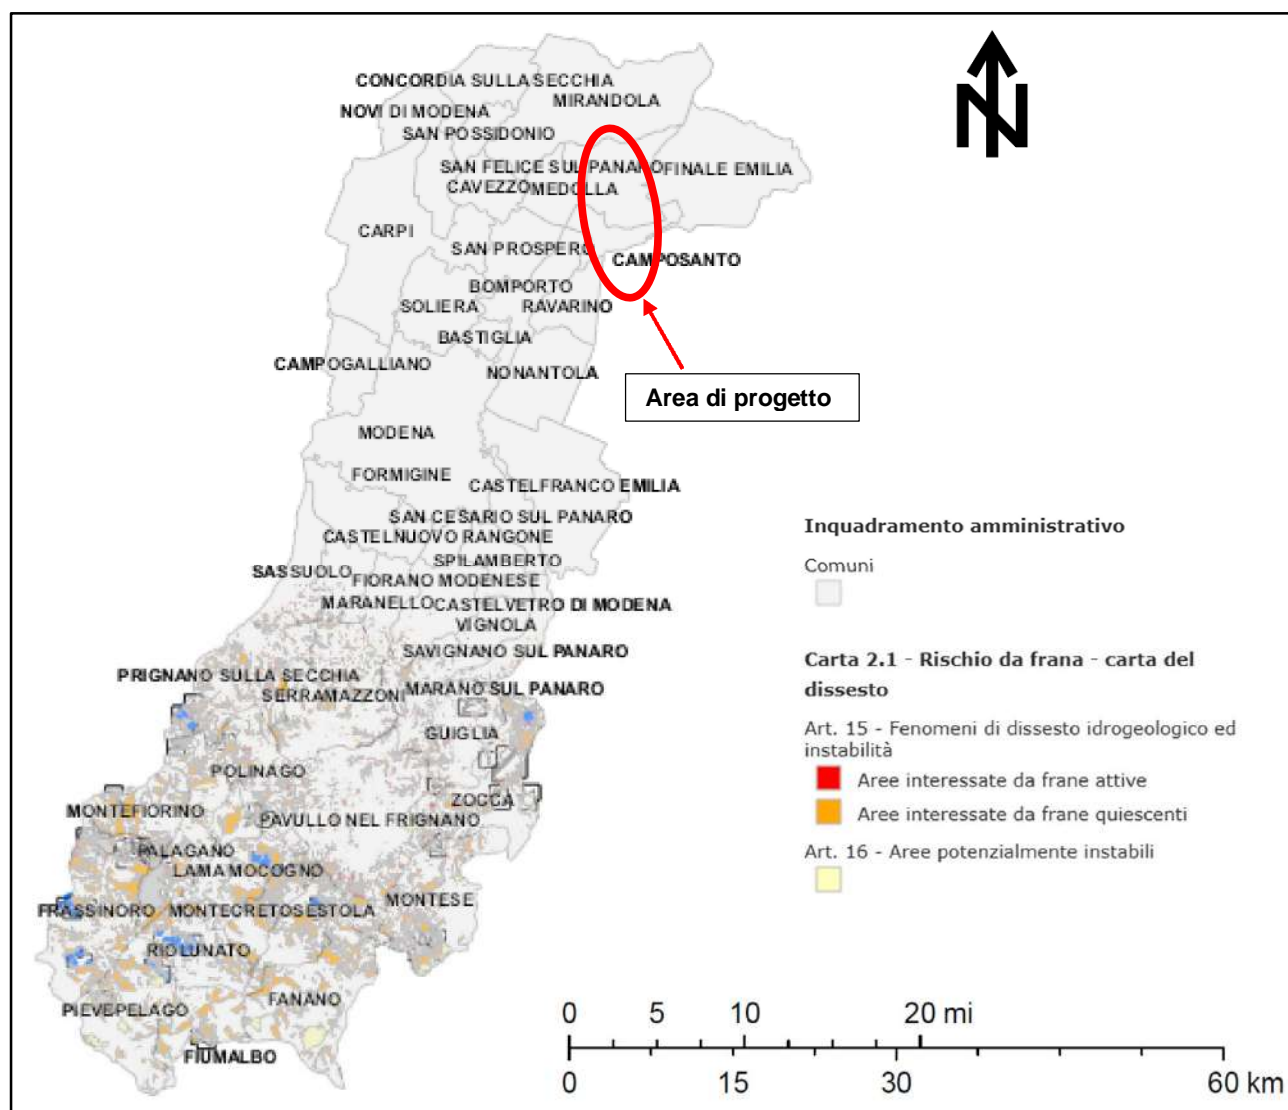 N
CONCORDIA SULLA SECCHIA
MIRANDOLA
NOVI DI MODENA
SAN POSSIDONIO
SAN FELICE SUL PANARO
FINALE EMILIA
CAVEZZO
MEDOLLA
CARPI
SAN PROSPERO
CAMPOSANTO
BOMPORTO
SOLIERA
RAVARINO
BASTIGLIA
CAMPOGALLIANO
NONANTOLA
Area di progetto
MODENA
FORMIGINE
CASTELFRANCO EMILIA
SAN CESARIO SUL PANARO
CASTELNUOVO RANGONE
SPILAMBERTO
SASSUOLO
FIORANO MODENESE
MARANELLO
CASTELVETRO DI MODENA
VIGNOLA
SAVIGNANO SUL PANARO
PRIGNANO SULLA SECCHIA
SERRAMAZZONI
MARANO SUL PANARO
GUIGLIA
POLINAGO
ZOCCA
MONTEFIORINO
PAVULLO NEL FRIGNANO
PALAGANO
LAMA MOCOGNO
MONTESE
FRASSINORO
MONTECRETO
SESTOLA
RIOLUNATO
PIEVEPELAGO
FANANO
FIUMALBO
Inquadramento amministrativo
Comuni
Carta 2.1 - Rischio da frana - carta del
dissesto
Art. 15 - Fenomeni di dissesto idrogeologico ed
instabilità
Aree interessate da frane attive
Aree interessate da frane quiescenti
Art. 16 - Aree potenzialmente instabili
0 5 10 20 mi
0 15 30 60 km